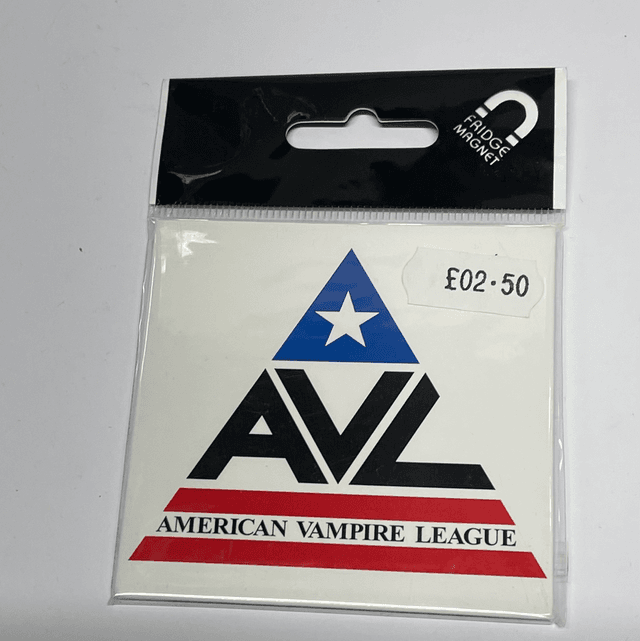 FRIDGE
MAGNET
£02·50
AVL
AMERICAN VAMPIRE LEAGUE